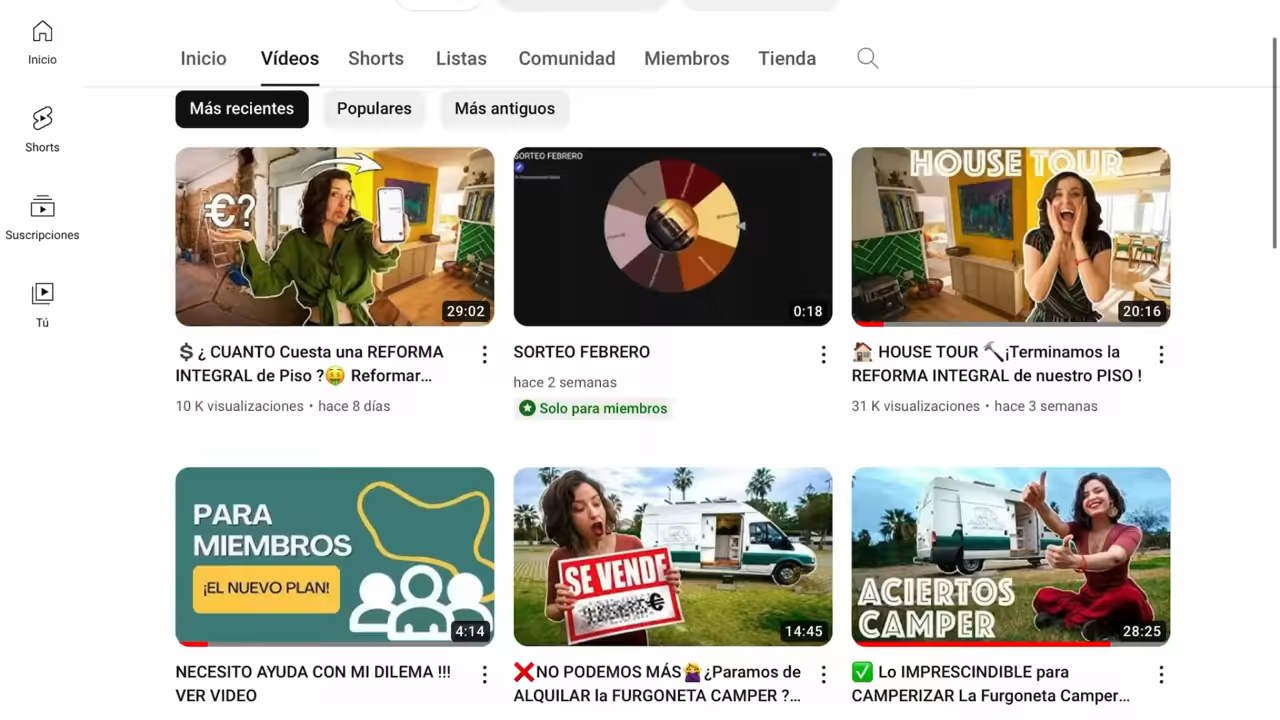 Inicio
Vídeos
Shorts
Listas
Comunidad
Miembros
Tienda
Inicio
Shorts
Suscripciones
Tú
Más recientes
Populares
Más antiguos
€?
29:02
$ ¿ CUANTO Cuesta una REFORMA
INTEGRAL de Piso ?🤑 Reformar...
10 K visualizaciones • hace 8 días
SORTEO FEBRERO
0:18
SORTEO FEBRERO
hace 2 semanas
Solo para miembros
HOUSE TOUR
20:16
🏠 HOUSE TOUR 🔨¡Terminamos la
REFORMA INTEGRAL de nuestro PISO !
31 K visualizaciones • hace 3 semanas
PARA
MIEMBROS
¡EL NUEVO PLAN!
4:14
NECESITO AYUDA CON MI DILEMA !!!
VER VIDEO
SE VENDE
€
14:45
❌NO PODEMOS MÁS🤷‍♀️¿Paramos de
ALQUILAR la FURGONETA CAMPER ?...
ACIERTOS
CAMPER
28:25
✅ Lo IMPRESCINDIBLE para
CAMPERIZAR La Furgoneta Camper...